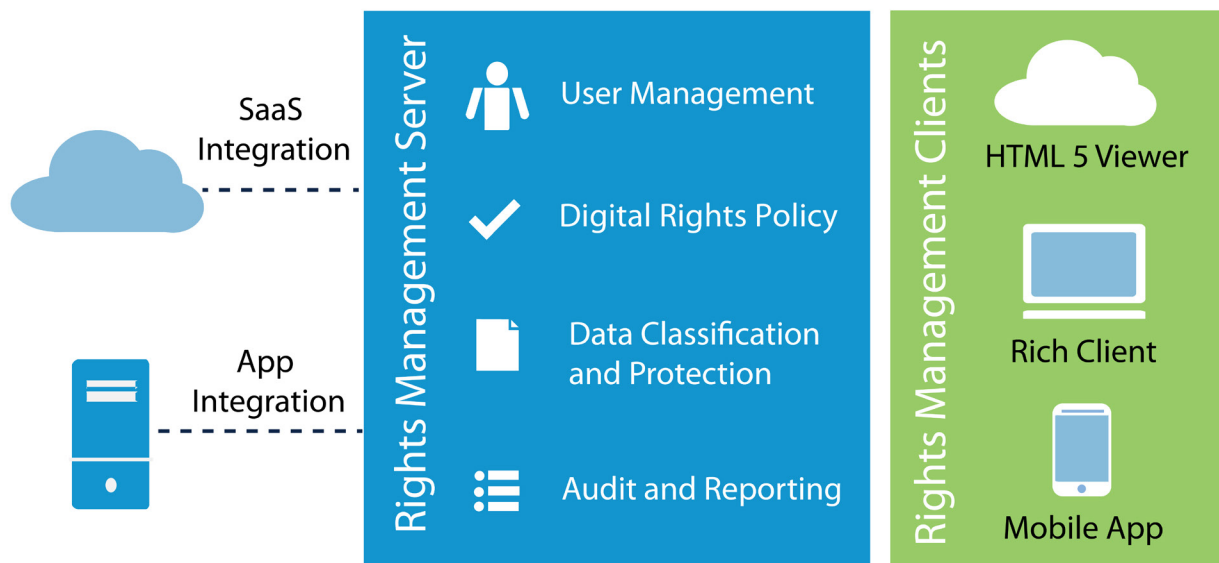 SaaS
Integration
App
Integration
Rights Management Server
User Management
Digital Rights Policy
Data Classification
and Protection
Audit and Reporting
Rights Management Clients
HTML 5 Viewer
Rich Client
Mobile App